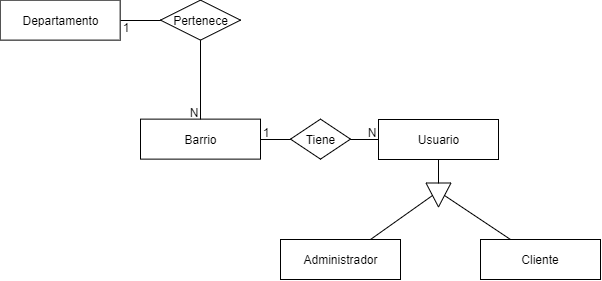 Departamento
1
Pertenece
N
Barrio
1
Tiene
N
Usuario
Administrador
Cliente